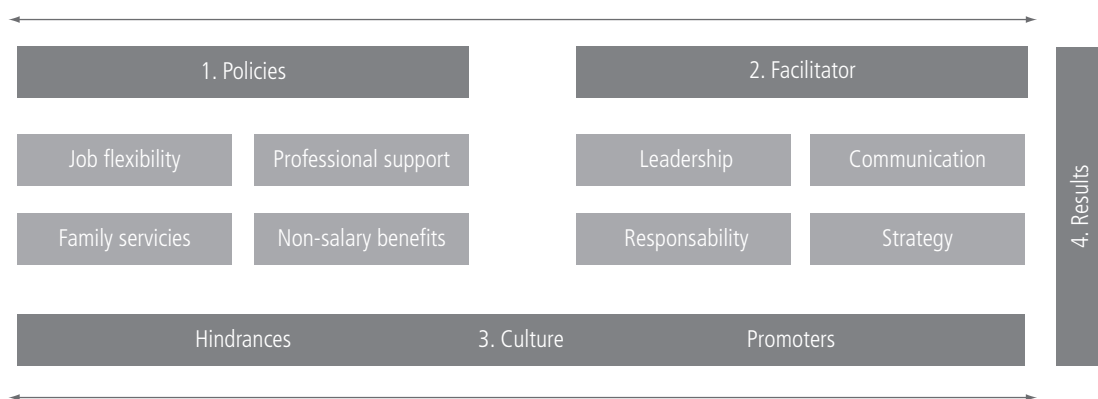 1. Policies
2. Facilitator
Job flexibility
Professional support
Leadership
Communication
Family servicies
Non-salary benefits
Responsability
Strategy
Hindrances
3. Culture
Promoters
4. Results